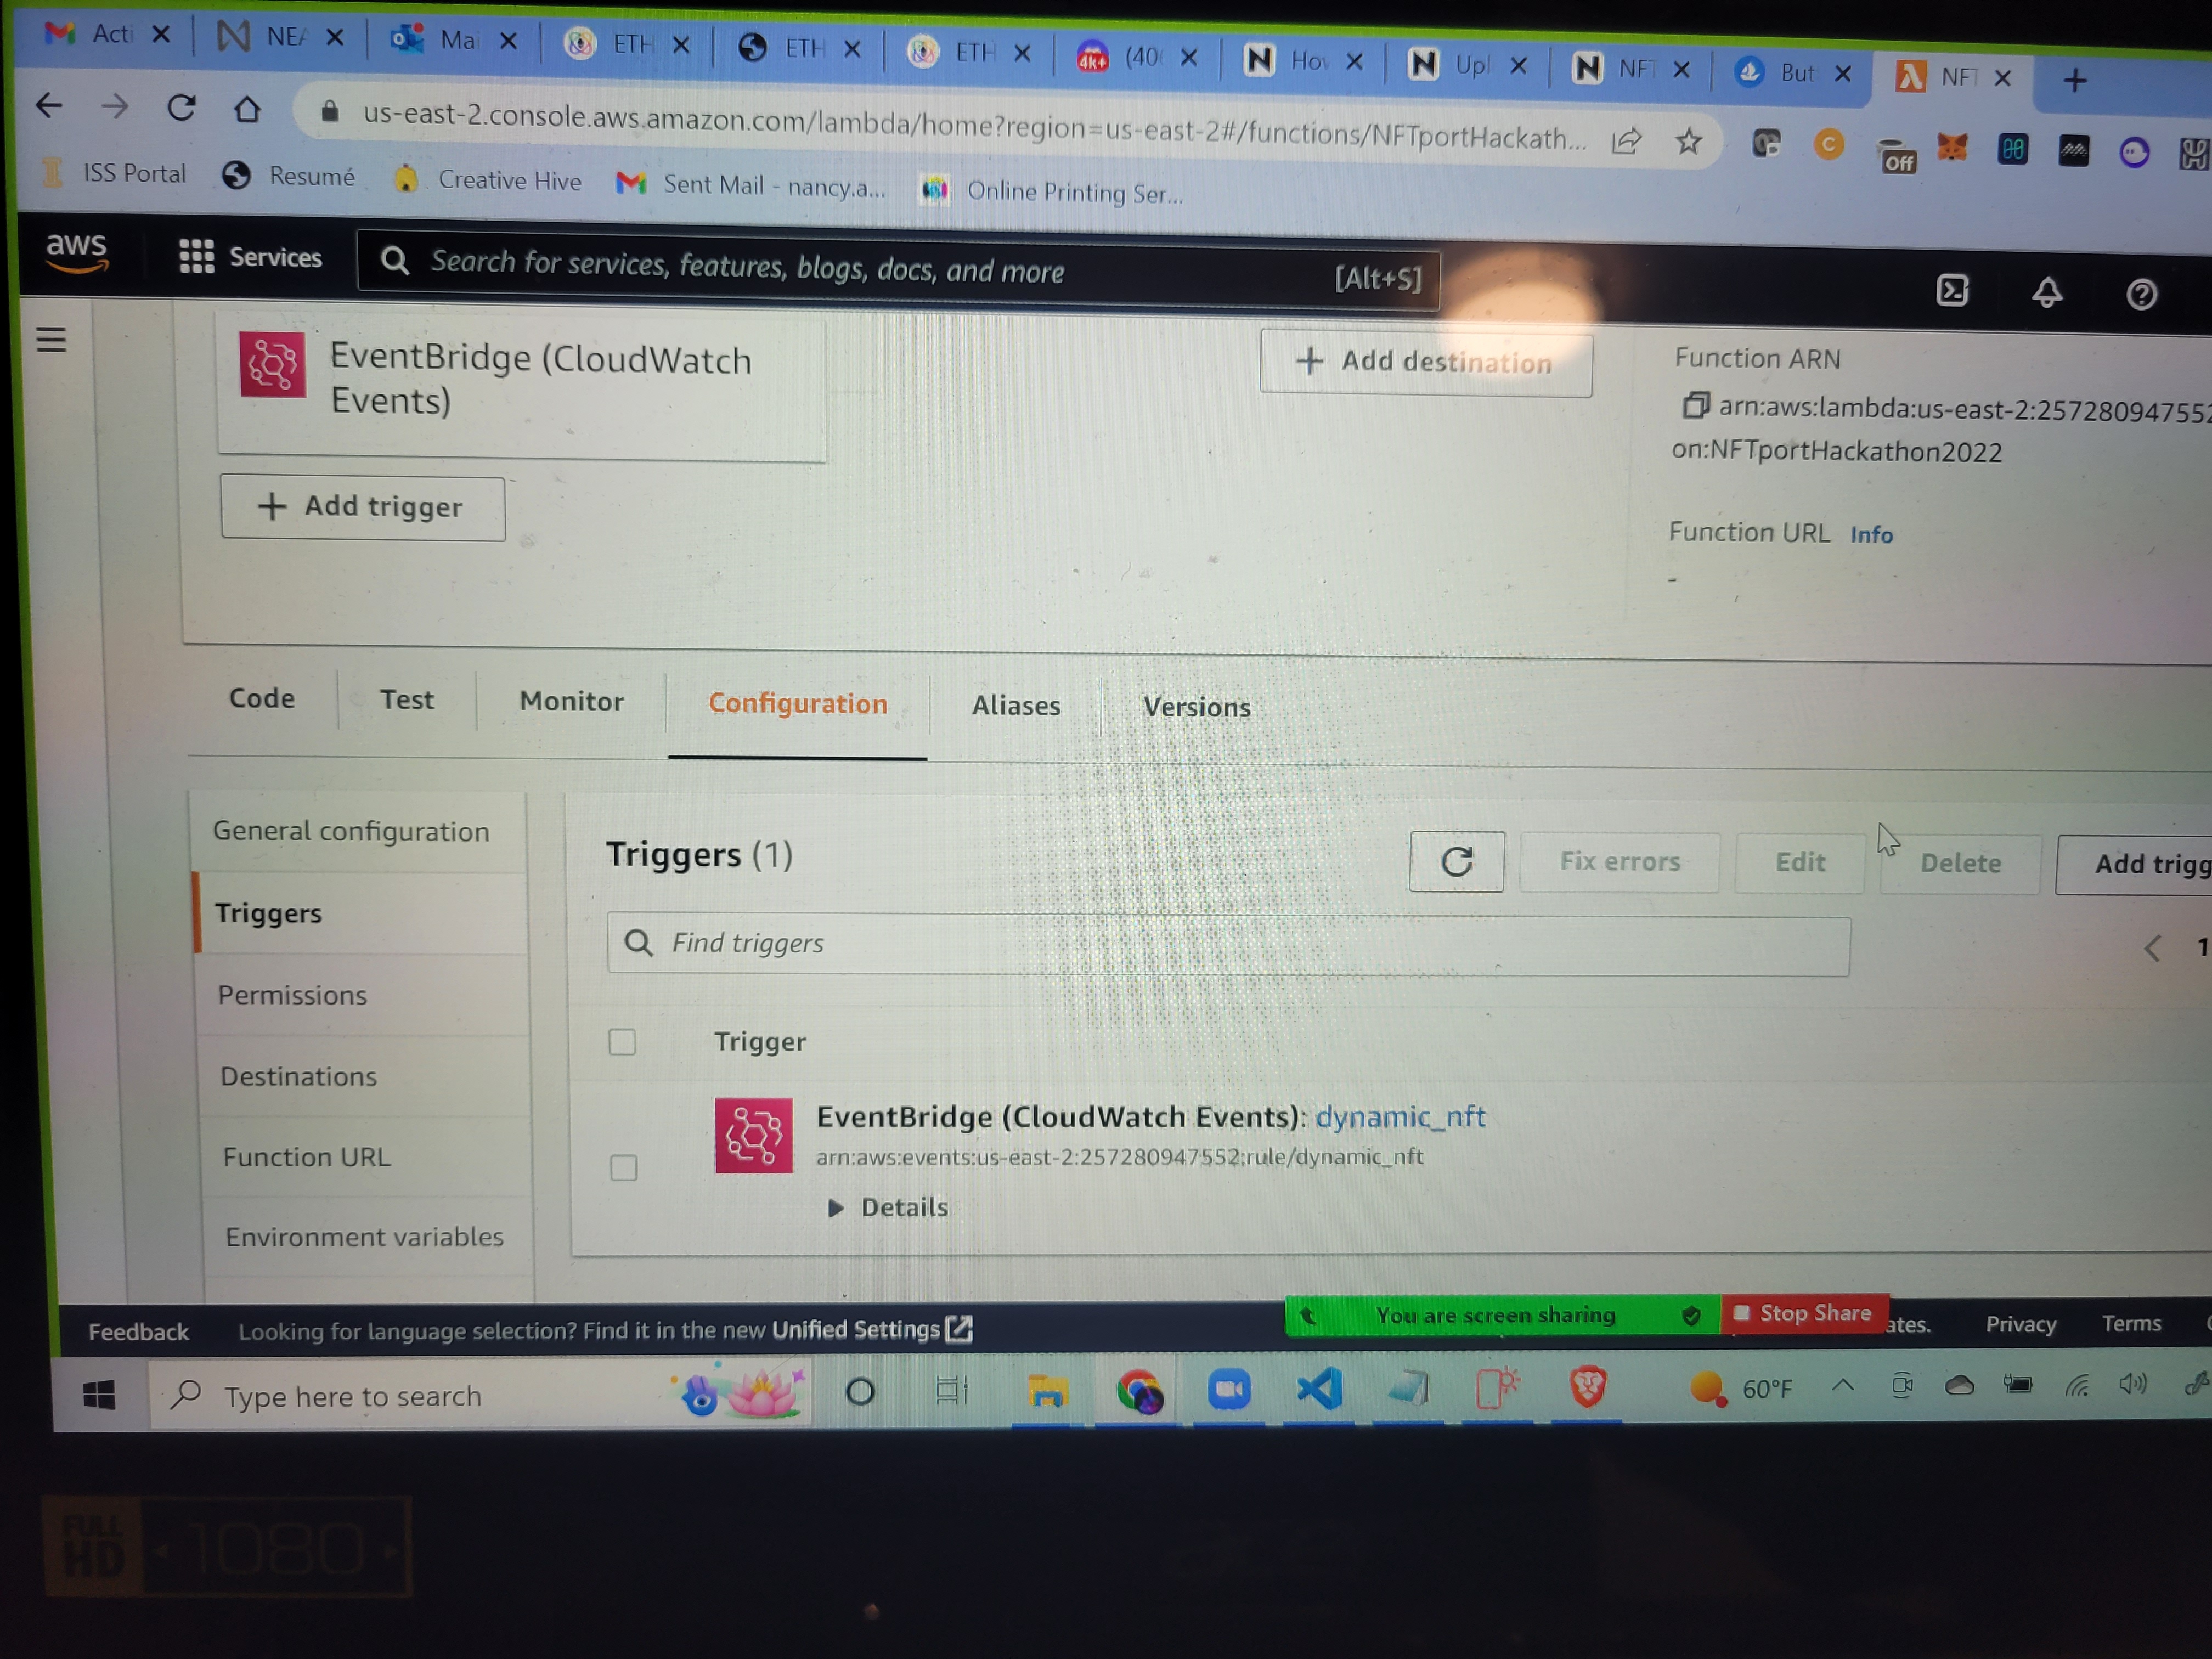 Acti
NEA
Mai
ETH
ETH
ETH
4K+ (40
Hov
Upl
NFT
But
NFT
us-east-2.console.aws.amazon.com/lambda/home?region=us-east-2#/functions/NFTportHackath...
Off
ISS Portal
Resumé
Creative Hive
Sent Mail - nancy.a...
Online Printing Ser...
aws
Services
Search for services, features, blogs, docs, and more
[Alt+S]
EventBridge (CloudWatch
Events)
+ Add trigger
+ Add destination
Function ARN
arn:aws:lambda:us-east-2:257280947552
on:NFTportHackathon2022
Function URL Info
-
Code
Test
Monitor
Configuration
Aliases
Versions
General configuration
Triggers
Permissions
Destinations
Function URL
Environment variables
Triggers (1)
Fix errors
Edit
Delete
Add trigg
Find triggers
1
Trigger
EventBridge (CloudWatch Events): dynamic_nft
arn:aws:events:us-east-2:257280947552:rule/dynamic_nft
Details
Feedback
Looking for language selection? Find it in the new Unified Settings
You are screen sharing
Stop Share
ates.
Privacy
Terms
Type here to search
60°F
FULL
HD
1080